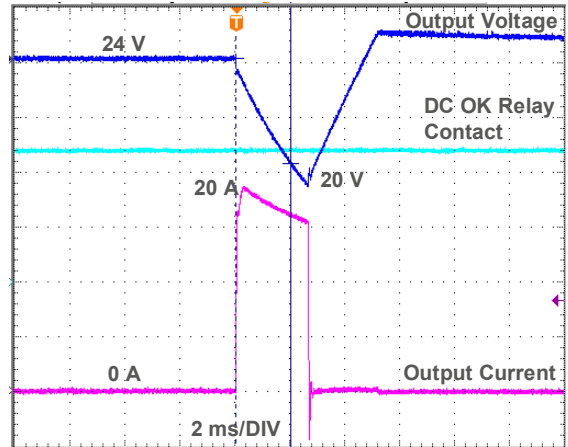 T
Output Voltage
24 V
DC OK Relay
Contact
20 A
20 V
0 A
Output Current
2 ms/DIV